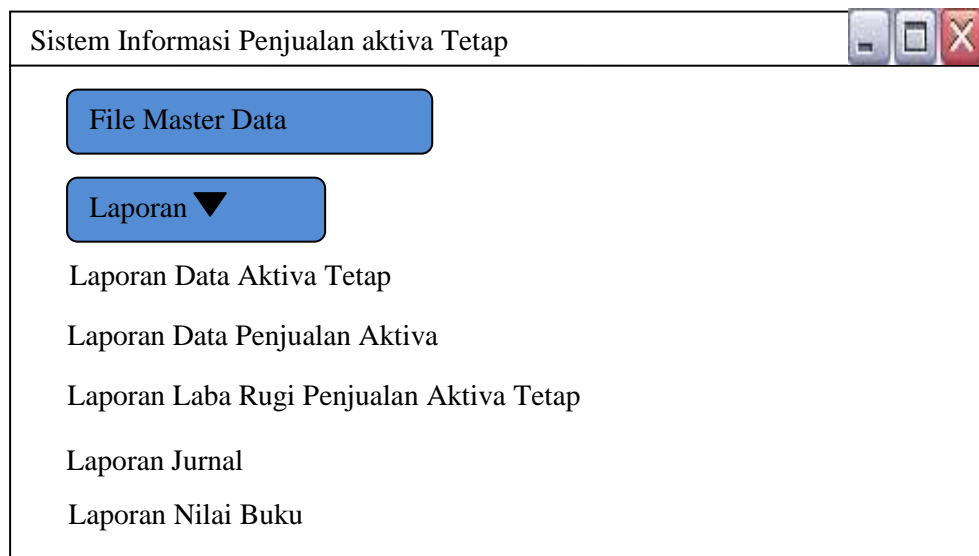 Sistem Informasi Penjualan aktiva Tetap
File Master Data
Laporan
Laporan Data Aktiva Tetap
Laporan Data Penjualan Aktiva
Laporan Laba Rugi Penjualan Aktiva Tetap
Laporan Jurnal
Laporan Nilai Buku